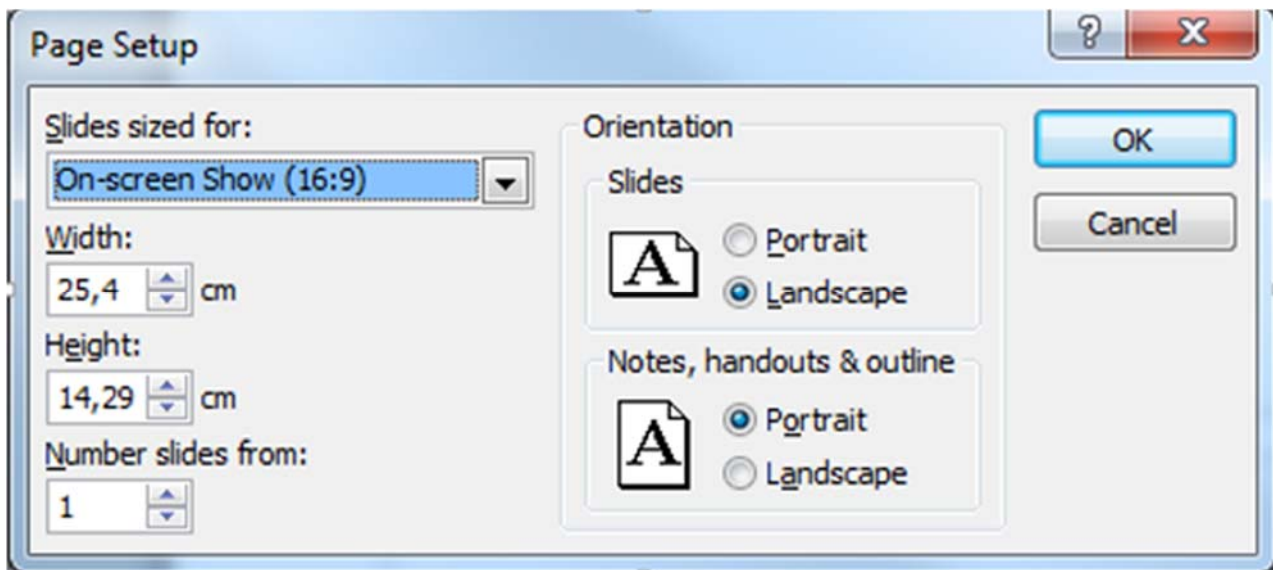 Page Setup
?
X
Slides sized for:
On-screen Show (16:9)
Width:
25,4 cm
Height:
14,29 cm
Number slides from:
1
Orientation
Slides
A
Portrait
Landscape
Notes, handouts & outline
A
Portrait
Landscape
OK
Cancel